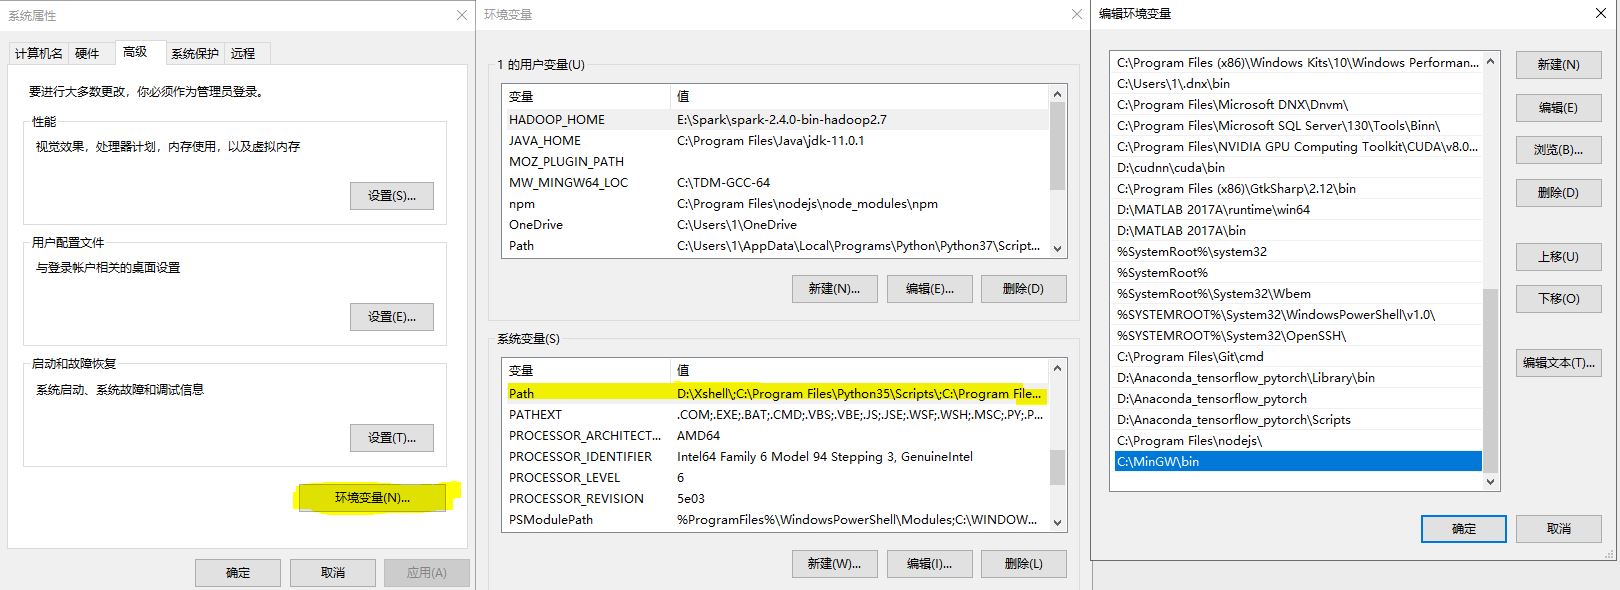 系统属性
计算机名 硬件 高级 系统保护 远程
要进行大多数更改，你必须作为管理员登录。
性能
视觉效果，处理器计划，内存使用，以及虚拟内存
设置(S)...
用户配置文件
与登录帐户相关的桌面设置
设置(E)...
启动和故障恢复
系统启动、系统故障和调试信息
设置(T)...
环境变量(N)...
确定 取消 应用(A)
环境变量
1 的用户变量(U)
变量 值
HADOOP_HOME E:\Spark\spark-2.4.0-bin-hadoop2.7
JAVA_HOME C:\Program Files\Java\jdk-11.0.1
MOZ_PLUGIN_PATH
MW_MINGW64_LOC C:\TDM-GCC-64
npm C:\Program Files\nodejs\node_modules\npm
OneDrive C:\Users\1\OneDrive
Path C:\Users\1\AppData\Local\Programs\Python\Python37\Script...
新建(N)... 编辑(E)... 删除(D)
系统变量(S)
变量 值
Path D:\Xshell\;C:\Program Files\Python35\Scripts\;C:\Program File...
PATHEXT .COM;.EXE;.BAT;.CMD;.VBS;.VBE;.JS;.JSE;.WSF;.WSH;.MSC;.PY;.P...
PROCESSOR_ARCHITECT... AMD64
PROCESSOR_IDENTIFIER Intel64 Family 6 Model 94 Stepping 3, GenuineIntel
PROCESSOR_LEVEL 6
PROCESSOR_REVISION 5e03
PSModulePath %ProgramFiles%\WindowsPowerShell\Modules;C:\WINDOW...
新建(W)... 编辑(I)... 删除(L)
编辑环境变量
C:\Program Files (x86)\Windows Kits\10\Windows Performan...
C:\Users\1\.dnx\bin
C:\Program Files\Microsoft DNX\Dnvm\
C:\Program Files\Microsoft SQL Server\130\Tools\Binn\
C:\Program Files\NVIDIA GPU Computing Toolkit\CUDA\v8.0...
D:\cudnn\cuda\bin
C:\Program Files (x86)\GtkSharp\2.12\bin
D:\MATLAB 2017A\runtime\win64
D:\MATLAB 2017A\bin
%SystemRoot%\system32
%SystemRoot%
%SystemRoot%\System32\Wbem
%SYSTEMROOT%\System32\WindowsPowerShell\v1.0\
%SYSTEMROOT%\System32\OpenSSH\
C:\Program Files\Git\cmd
D:\Anaconda_tensorflow_pytorch\Library\bin
D:\Anaconda_tensorflow_pytorch
D:\Anaconda_tensorflow_pytorch\Scripts
C:\Program Files\nodejs\
C:\MinGW\bin
新建(N)
编辑(E)
浏览(B)...
删除(D)
上移(U)
下移(O)
编辑文本(T)...
确定 取消